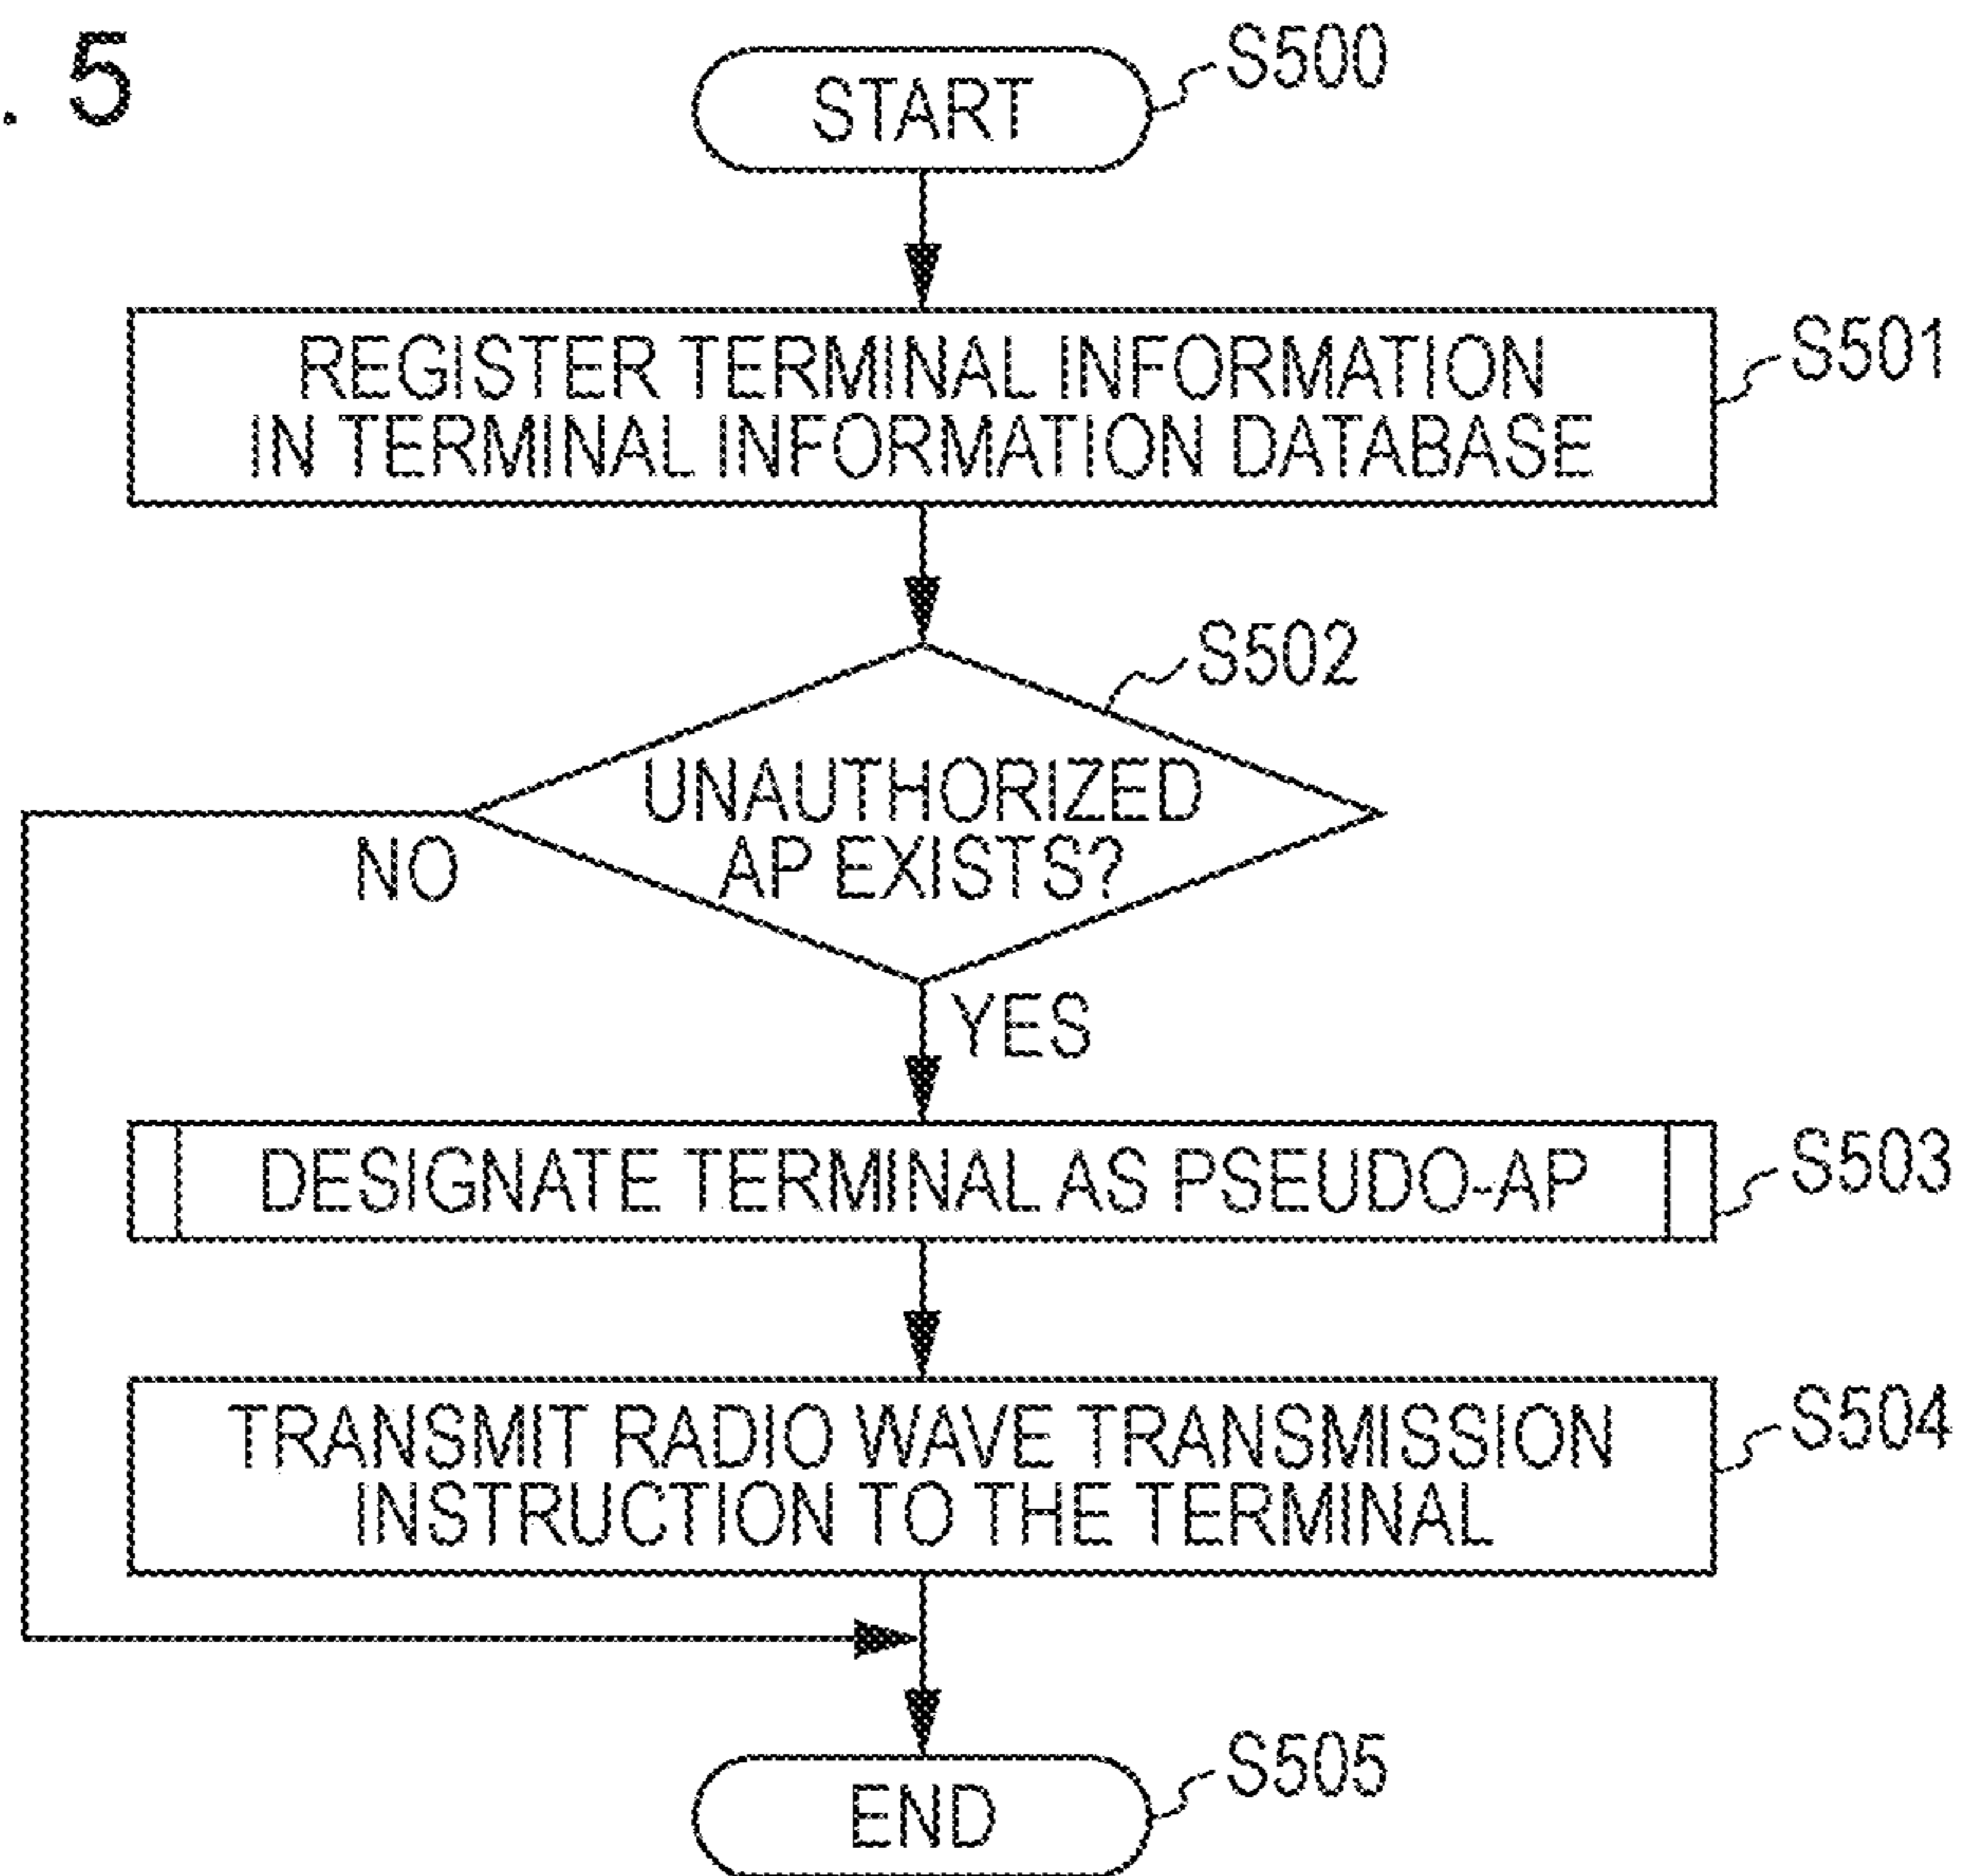 . 5
START
S500
REGISTER TERMINAL INFORMATION
IN TERMINAL INFORMATION DATABASE
S501
S502
UNAUTHORIZED
AP EXISTS?
NO
YES
DESIGNATE TERMINAL AS PSEUDO-AP
S503
TRANSMIT RADIO WAVE TRANSMISSION
INSTRUCTION TO THE TERMINAL
S504
END
S505